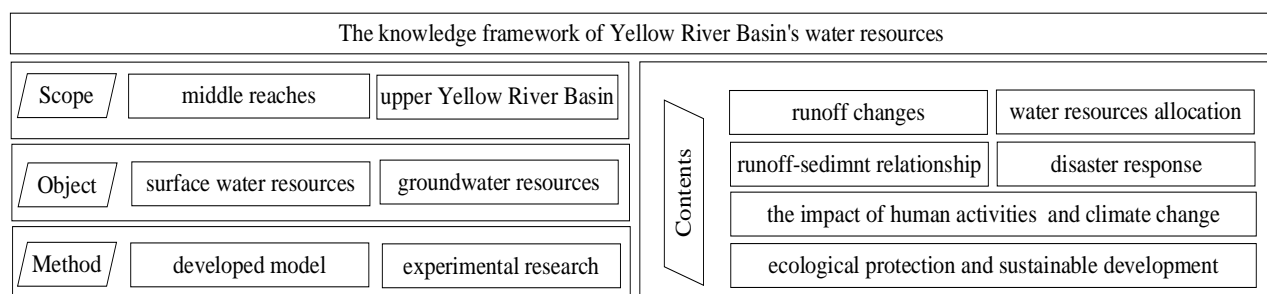 The knowledge framework of Yellow River Basin's water resources
Scope
middle reaches
upper Yellow River Basin
Object
surface water resources
groundwater resources
Method
developed model
experimental research
Contents
runoff changes
water resources allocation
runoff-sedimnt relationship
disaster response
the impact of human activities and climate change
ecological protection and sustainable development